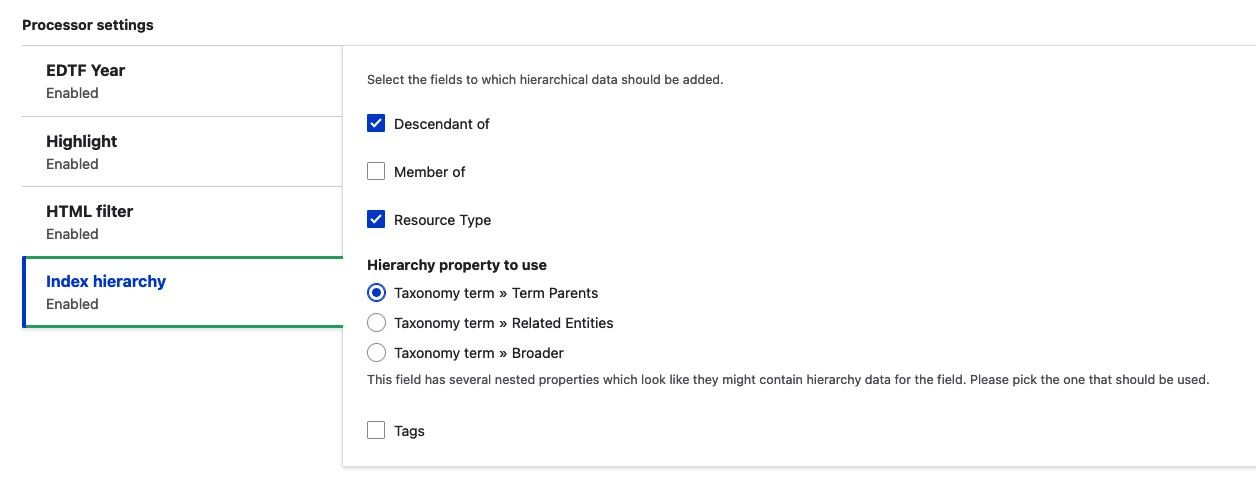 Processor settings
EDTF Year
Enabled
Highlight
Enabled
HTML filter
Enabled
Index hierarchy
Enabled
Select the fields to which hierarchical data should be added.
Descendant of
Member of
Resource Type
Hierarchy property to use
Taxonomy term » Term Parents
Taxonomy term » Related Entities
Taxonomy term » Broader
This field has several nested properties which look like they might contain hierarchy data for the field. Please pick the one that should be used.
Tags